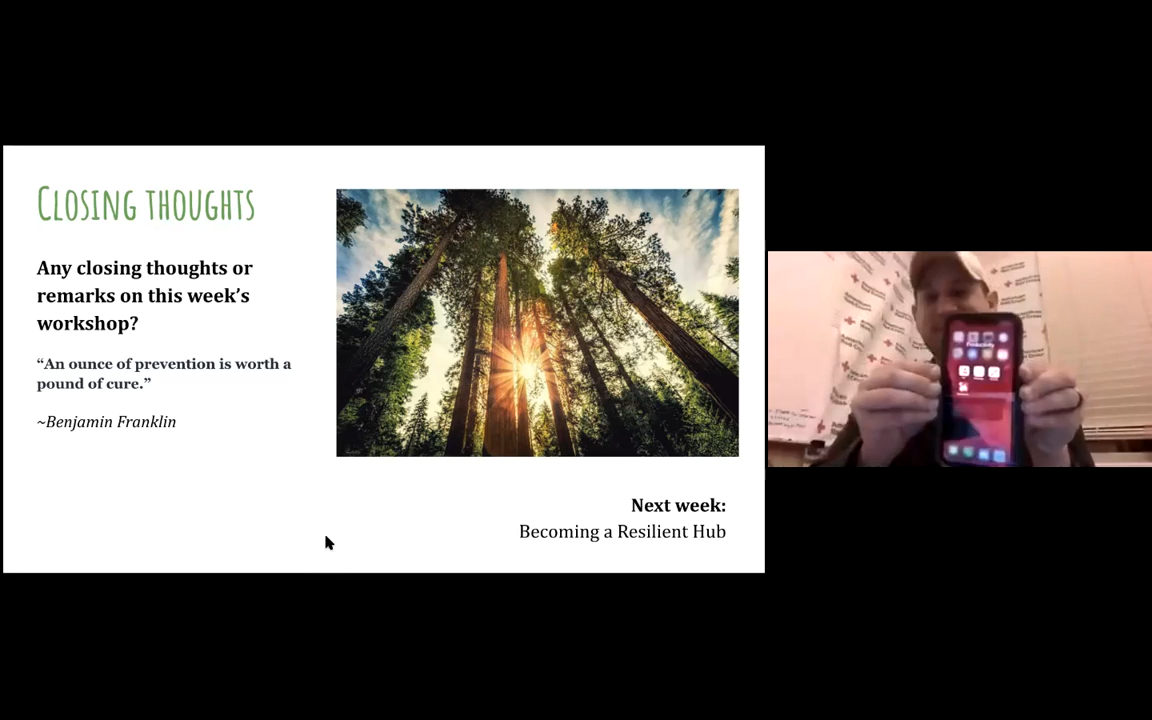 Closing thoughts
Any closing thoughts or
remarks on this week’s
workshop?
“An ounce of prevention is worth a
pound of cure.”
~Benjamin Franklin
Next week:
Becoming a Resilient Hub
Productivity